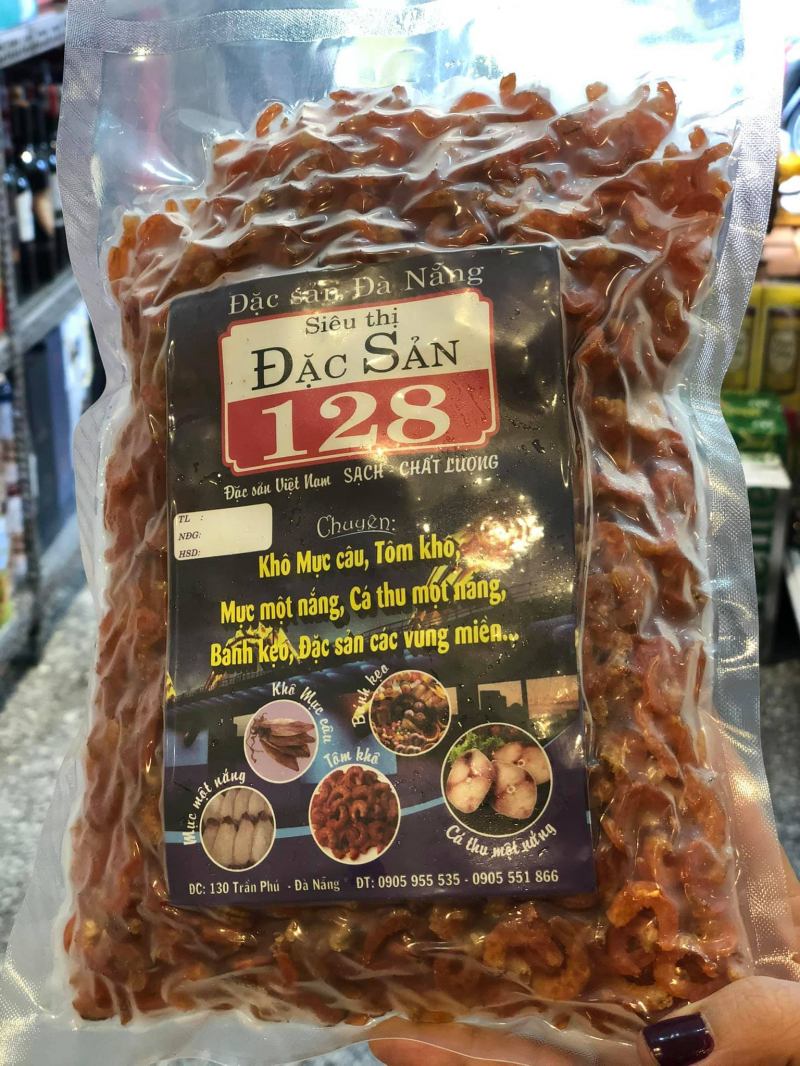 Đặc sản Đà Nẵng
Siêu thị
ĐẶC SẢN
128
Đặc sản Việt Nam SẠCH - CHẤT LƯỢNG
TL :
NĐG:
HSD:
Chuyên:
Khô Mực câu, Tôm khô,
Mực một nắng, Cá thu một nắng,
Bánh kẹo, Đặc sản các vùng miền...
Khô Mực câu
Bánh kẹo
Mực một nắng
Tôm khô
Cá thu một nắng
ĐC: 130 Trần Phú - Đà Nẵng ĐT: 0905 955 535 - 0905 551 866